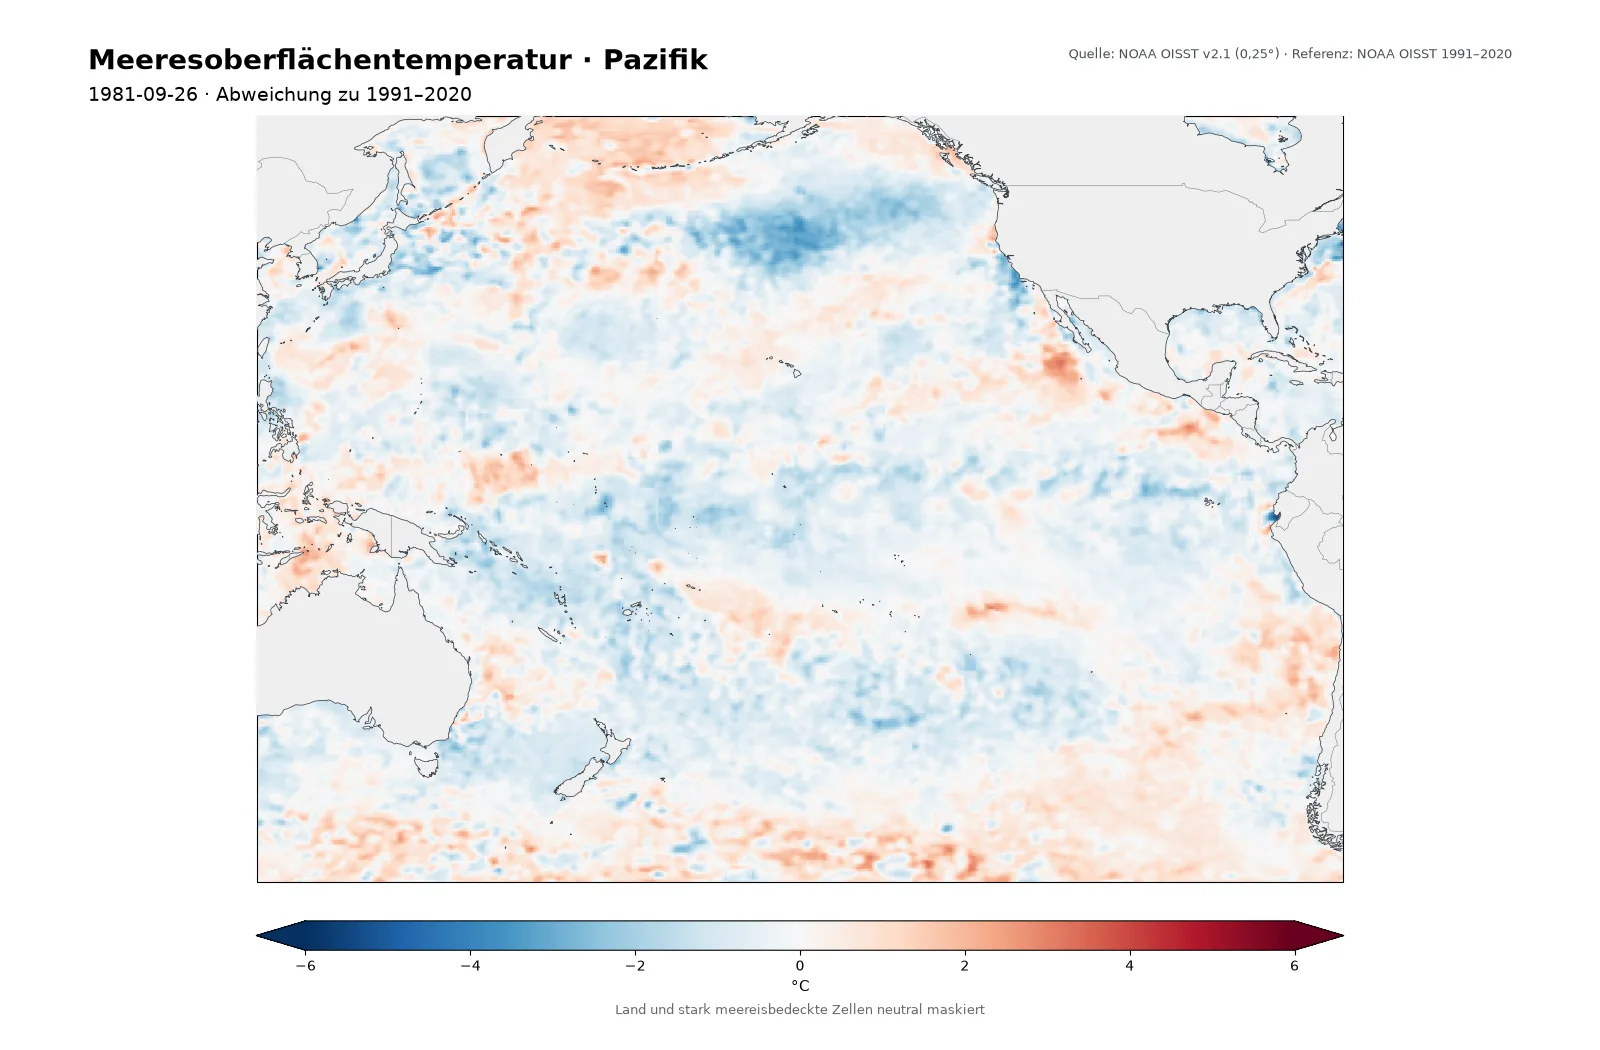 Meeresoberflächentemperatur · Pazifik
Quelle: NOAA OISST v2.1 (0,25°) · Referenz: NOAA OISST 1991–2020
1981-09-26 · Abweichung zu 1991–2020
−6 −4 −2 0 2 4 6
°C
Land und stark meereisbedeckte Zellen neutral maskiert